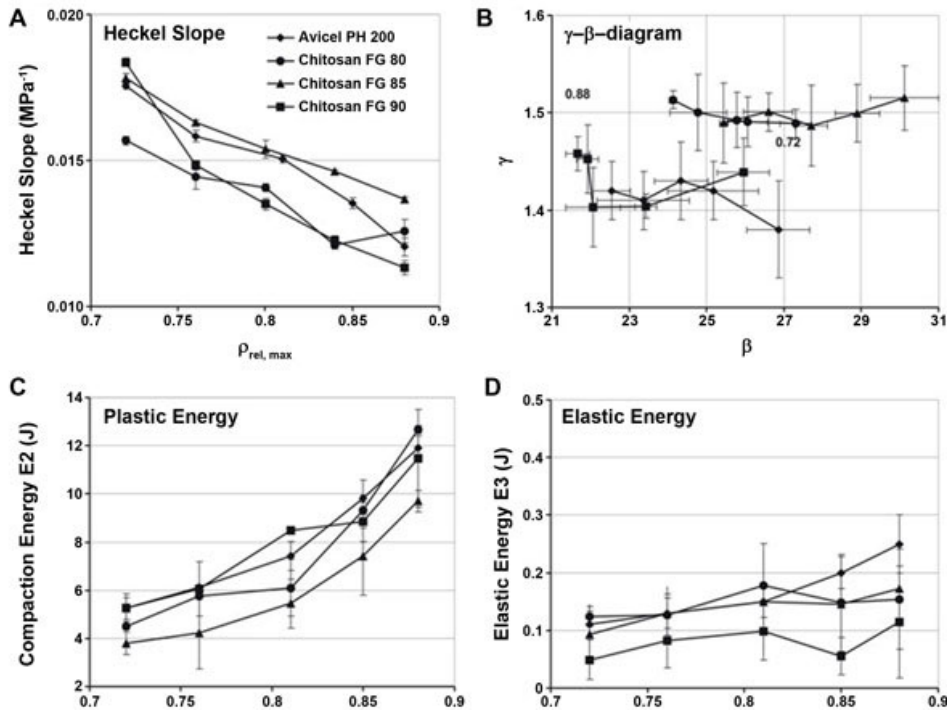 A
Heckel Slope
Avicel PH 200
Chitosan FG 80
Chitosan FG 85
Chitosan FG 90
Heckel Slope (MPa⁻¹)
0.020
0.015
0.010
0.7 0.75 0.8 0.85 0.9
ρrel, max
B
γ–β–diagram
γ
1.6
1.5
1.4
1.3
0.88
0.72
21 23 25 27 29 31
β
C
Plastic Energy
Compaction Energy E2 (J)
14
12
10
8
6
4
2
0.7 0.75 0.8 0.85 0.9
D
Elastic Energy
Elastic Energy E3 (J)
0.5
0.4
0.3
0.2
0.1
0
0.7 0.75 0.8 0.85 0.9